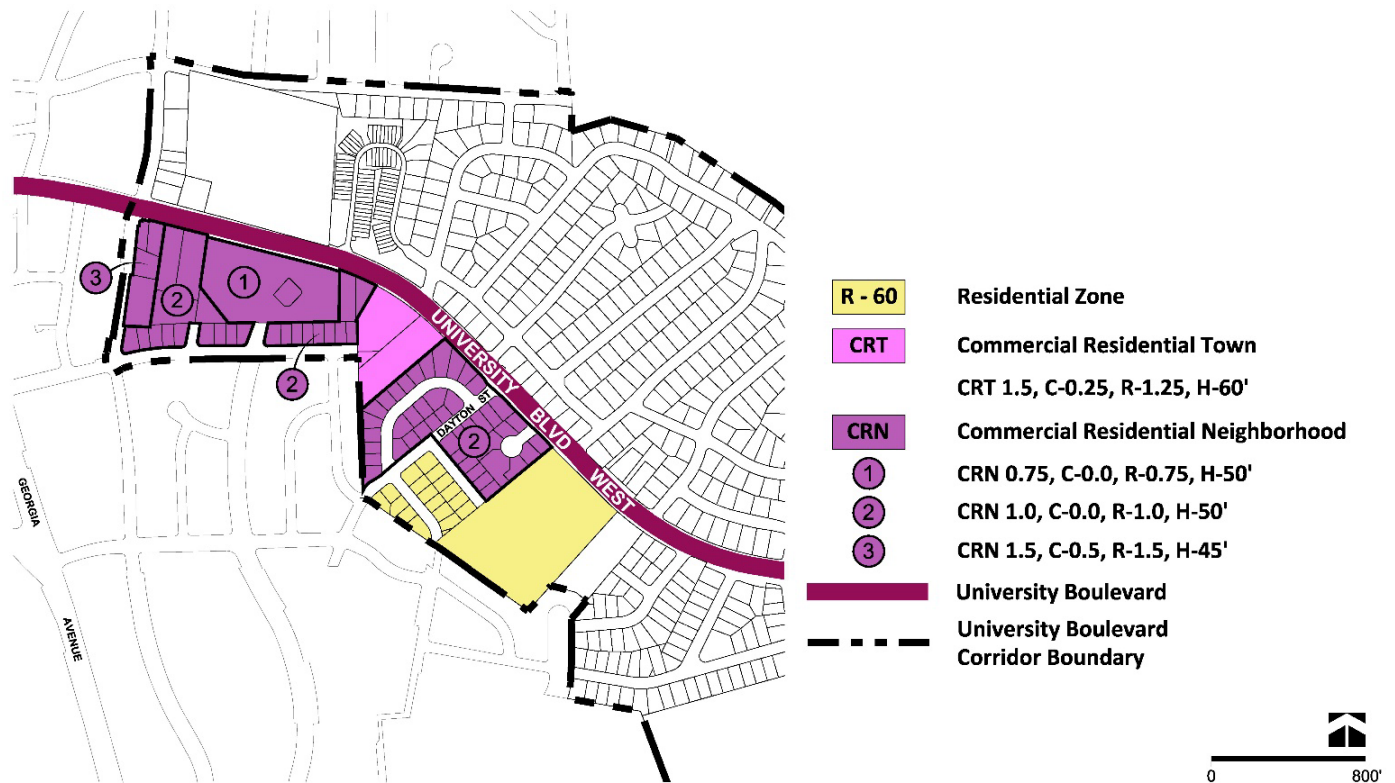 3
2
1
2
UNIVERSITY BLVD WEST
DAYTON ST
2
GEORGIA
AVENUE
R - 60 Residential Zone
CRT Commercial Residential Town
CRT 1.5, C-0.25, R-1.25, H-60'
CRN Commercial Residential Neighborhood
1 CRN 0.75, C-0.0, R-0.75, H-50'
2 CRN 1.0, C-0.0, R-1.0, H-50'
3 CRN 1.5, C-0.5, R-1.5, H-45'
University Boulevard
University Boulevard
Corridor Boundary
0 800'